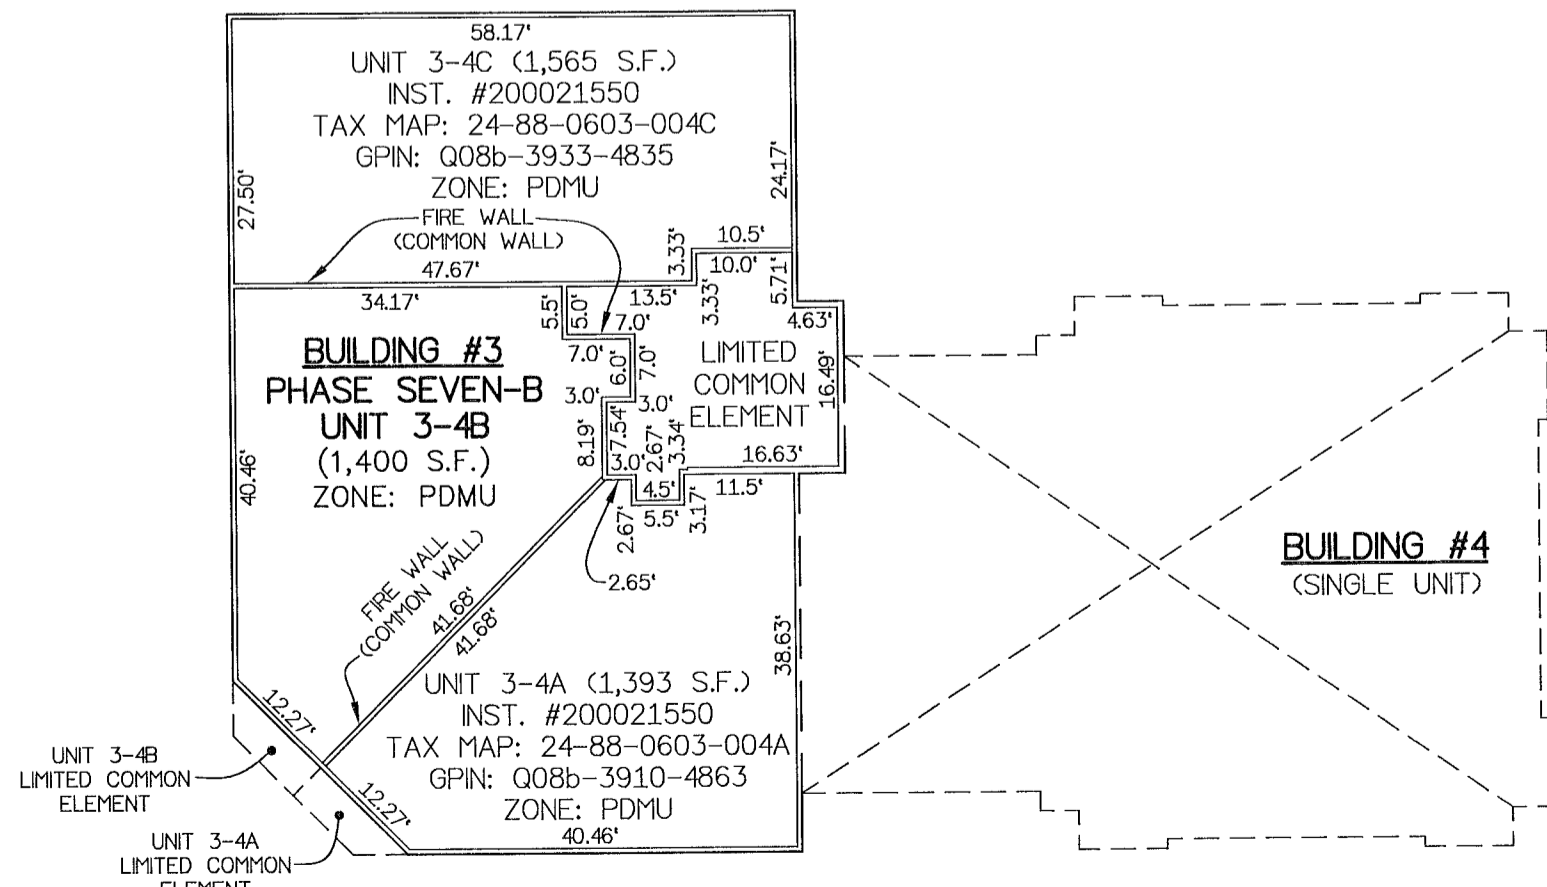 58.17'
UNIT 3-4C (1,565 S.F.)
INST. #200021550
TAX MAP: 24-88-0603-004C
GPIN: Q08b-3933-4835
ZONE: PDMU
27.50'
24.17'
FIRE WALL
(COMMON WALL)
47.67'
3.33'
10.5'
10.0'
5.71'
34.17'
5.5'
5.0'
13.5'
3.33'
7.0'
4.63'
BUILDING #3
PHASE SEVEN-B
UNIT 3-4B
(1,400 S.F.)
ZONE: PDMU
7.0'
6.0'
7.0'
LIMITED
COMMON
ELEMENT
16.49'
3.0'
3.0'
8.19'
7.54'
2.67'
3.34'
3.0'
16.63'
40.46'
4.5'
11.5'
5.5'
2.67'
3.17'
2.65'
FIRE WALL
(COMMON WALL)
41.68'
41.68'
38.63'
BUILDING #4
(SINGLE UNIT)
UNIT 3-4A (1,393 S.F.)
INST. #200021550
TAX MAP: 24-88-0603-004A
GPIN: Q08b-3910-4863
ZONE: PDMU
40.46'
12.27'
12.27'
UNIT 3-4B
LIMITED COMMON
ELEMENT
UNIT 3-4A
LIMITED COMMON
ELEMENT